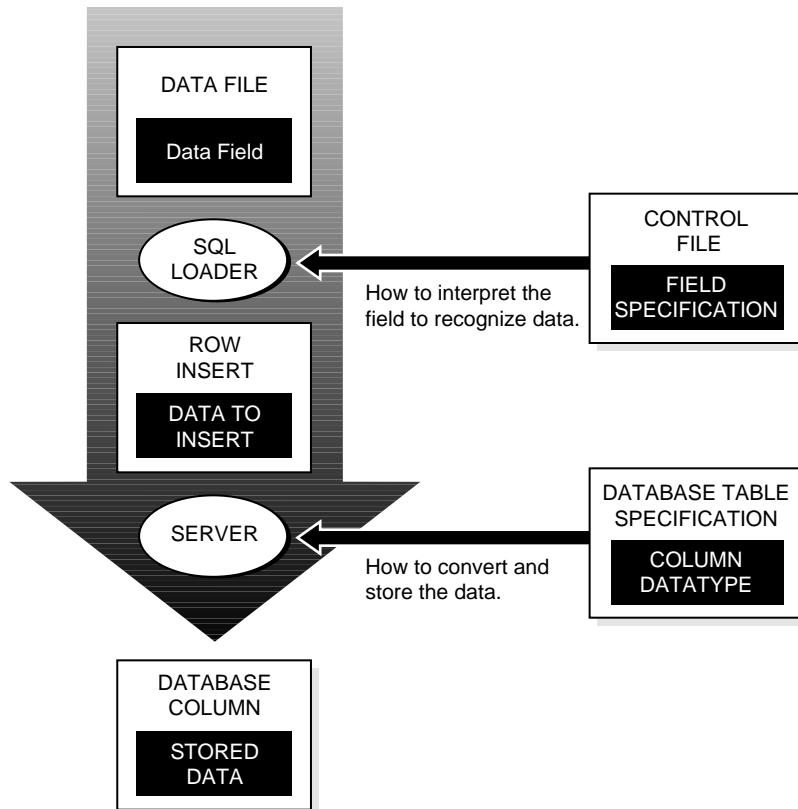 DATA FILE
Data Field
SQL
LOADER
CONTROL
FILE
FIELD
SPECIFICATION
How to interpret the
field to recognize data.
ROW
INSERT
DATA TO
INSERT
SERVER
DATABASE TABLE
SPECIFICATION
COLUMN
DATATYPE
How to convert and
store the data.
DATABASE
COLUMN
STORED
DATA